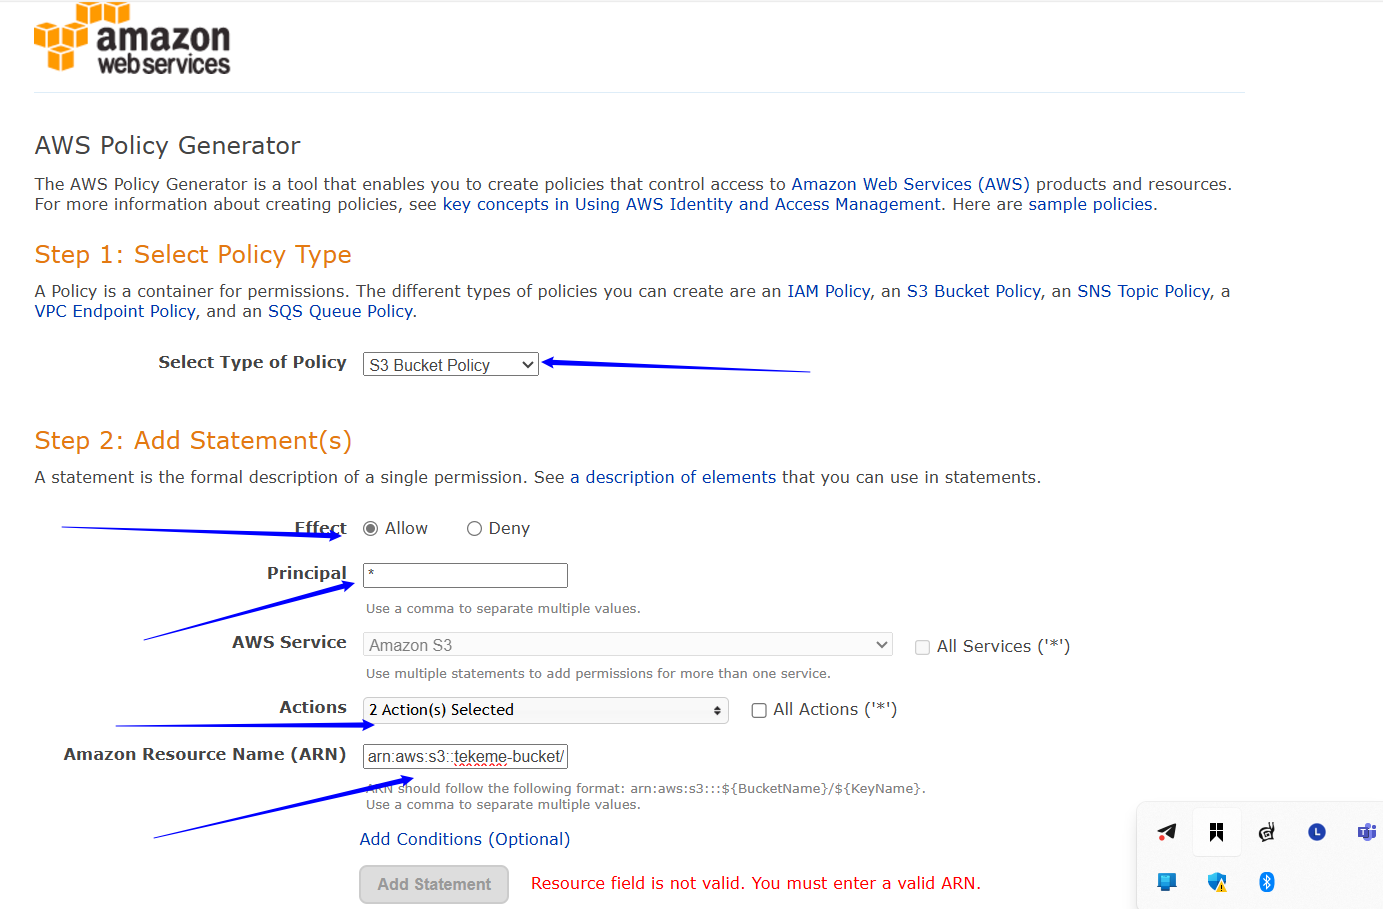 amazon
webservices
AWS Policy Generator
The AWS Policy Generator is a tool that enables you to create policies that control access to Amazon Web Services (AWS) products and resources.
For more information about creating policies, see key concepts in Using AWS Identity and Access Management. Here are sample policies.
Step 1: Select Policy Type
A Policy is a container for permissions. The different types of policies you can create are an IAM Policy, an S3 Bucket Policy, an SNS Topic Policy, a
VPC Endpoint Policy, and an SQS Queue Policy.
Select Type of Policy S3 Bucket Policy
Step 2: Add Statement(s)
A statement is the formal description of a single permission. See a description of elements that you can use in statements.
Effect Allow Deny
Principal *
Use a comma to separate multiple values.
AWS Service Amazon S3 All Services ('*')
Use multiple statements to add permissions for more than one service.
Actions 2 Action(s) Selected All Actions ('*')
Amazon Resource Name (ARN) arn:aws:s3::tekeme-bucket/
ARN should follow the following format: arn:aws:s3:::${BucketName}/${KeyName}.
Use a comma to separate multiple values.
Add Conditions (Optional)
Add Statement Resource field is not valid. You must enter a valid ARN.
L